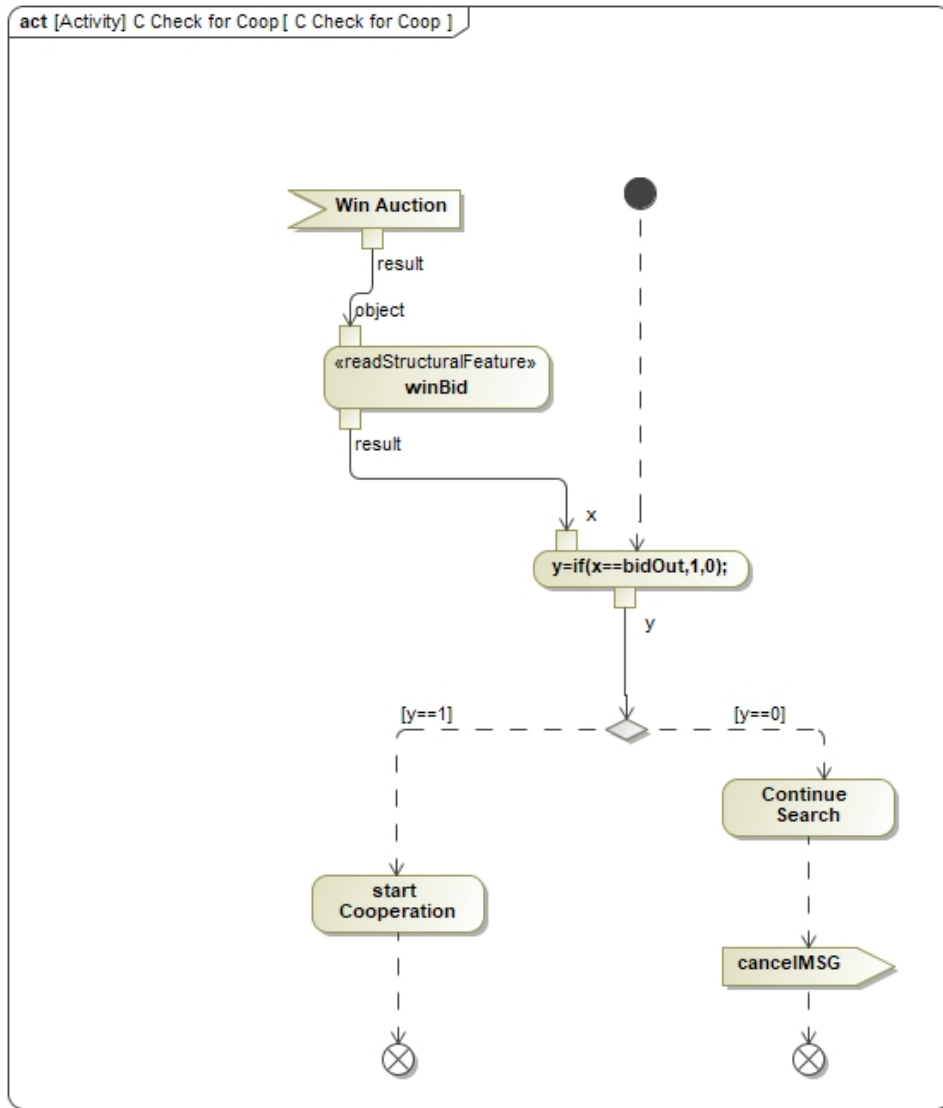 act [Activity] C Check for Coop [ C Check for Coop ]
Win Auction
result
object
«readStructuralFeature»
winBid
result
x
y=if(x==bidOut,1,0);
y
[y==1]
[y==0]
Continue
Search
start
Cooperation
cancelMSG